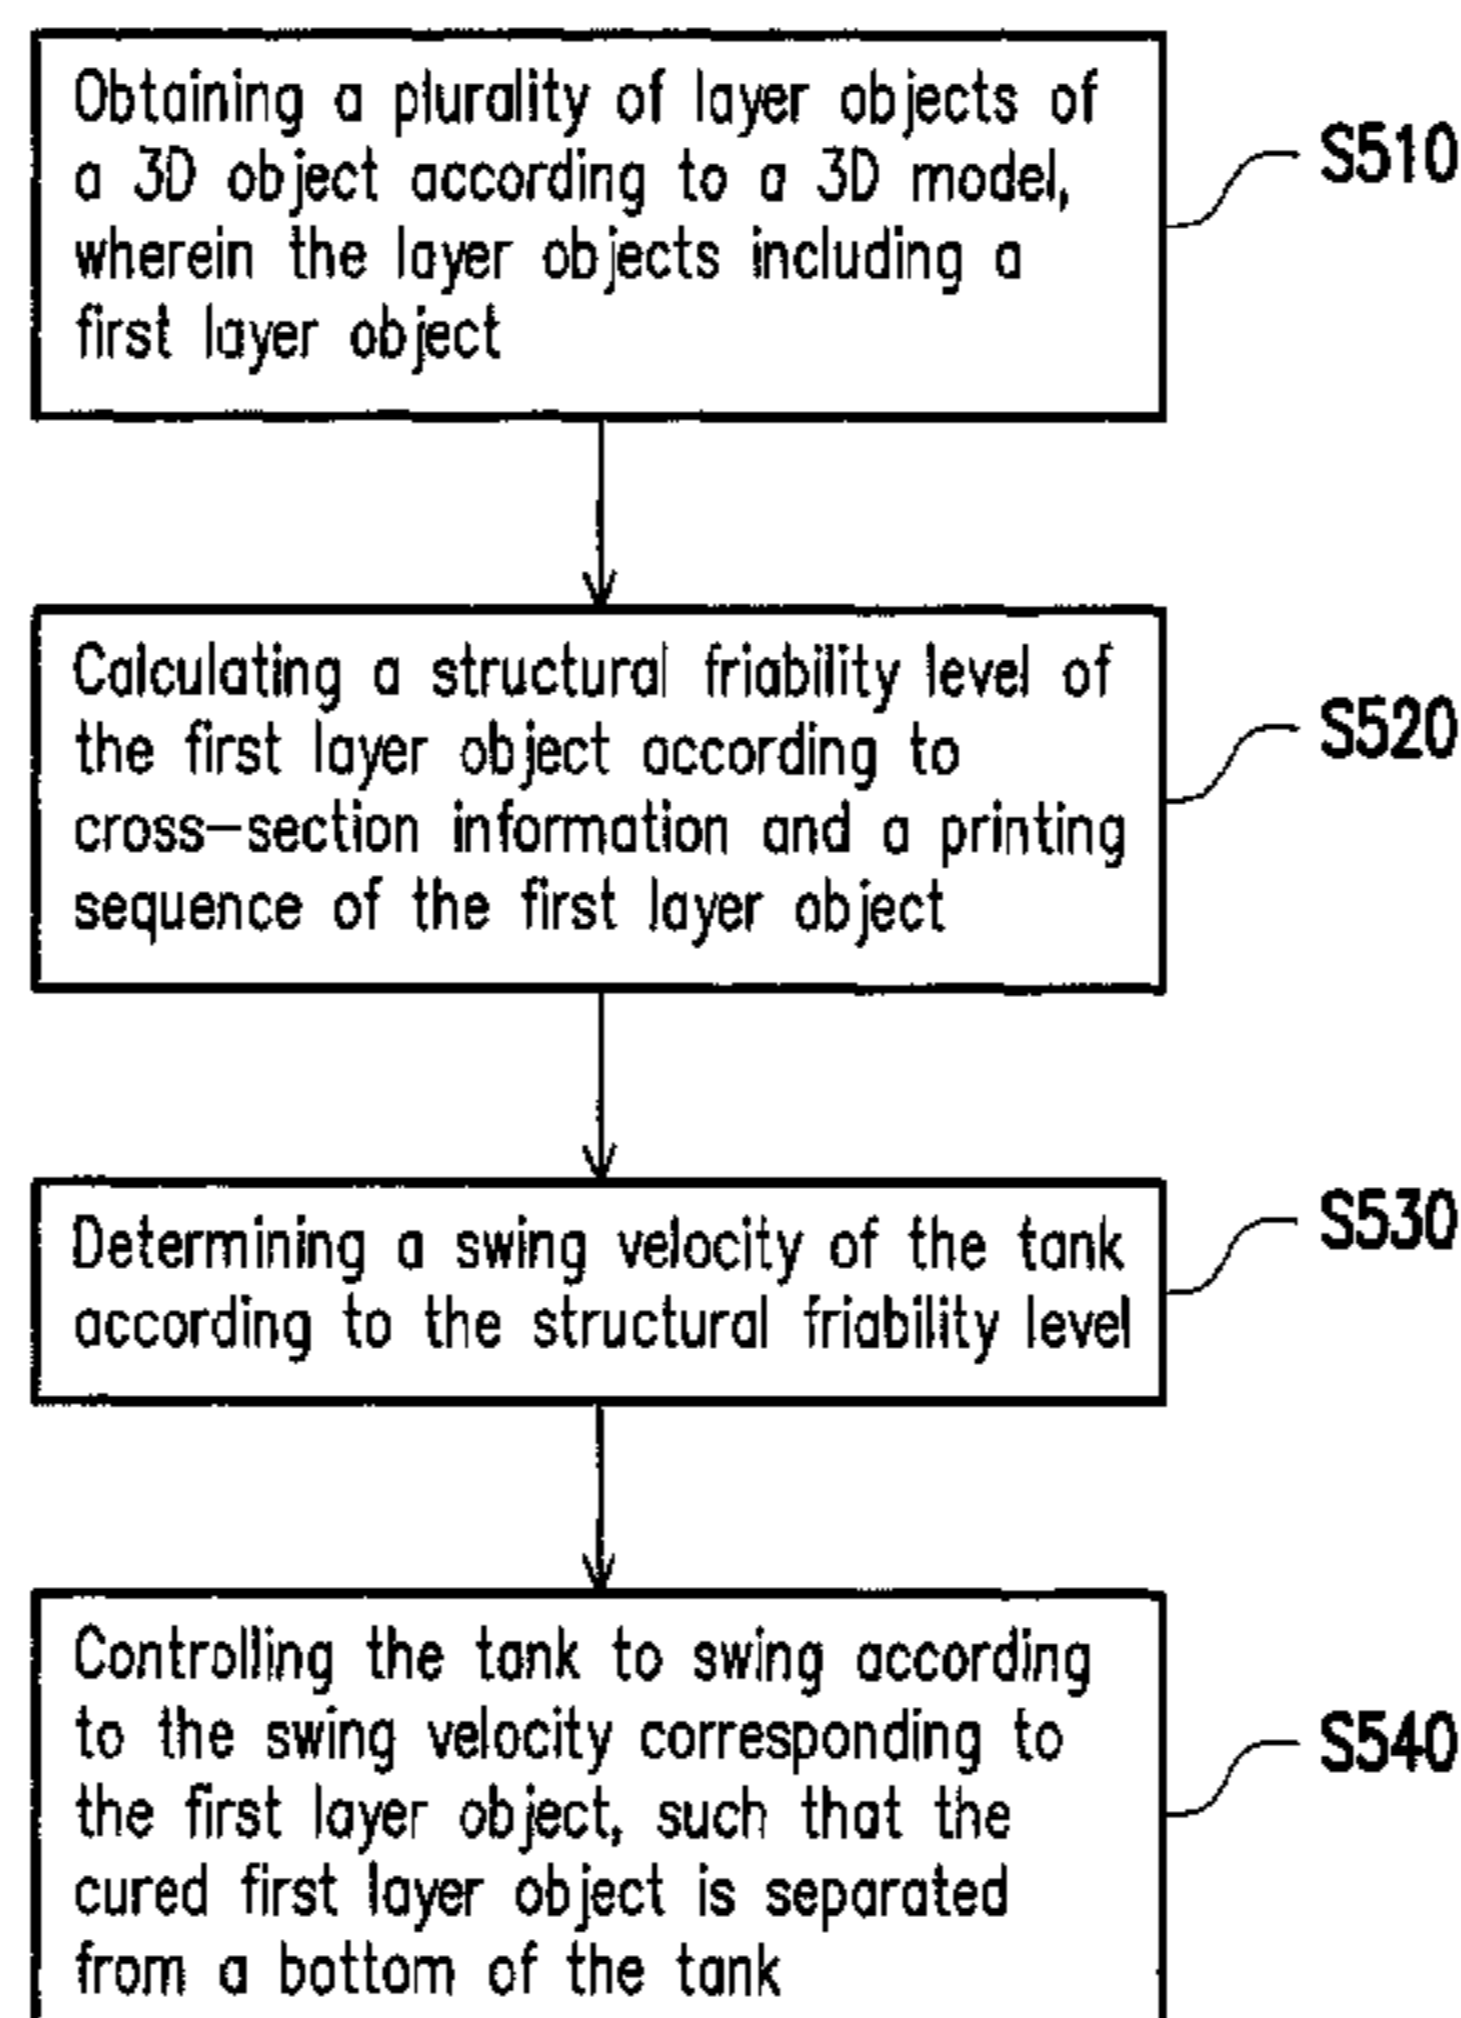 Obtaining a plurality of layer objects of
a 3D object according to a 3D model,
wherein the layer objects including a
first layer object
S510
Calculating a structural friability level of
the first layer object according to
cross-section information and a printing
sequence of the first layer object
S520
Determining a swing velocity of the tank
according to the structural friability level
S530
Controlling the tank to swing according
to the swing velocity corresponding to
the first layer object, such that the
cured first layer object is separated
from a bottom of the tank
S540